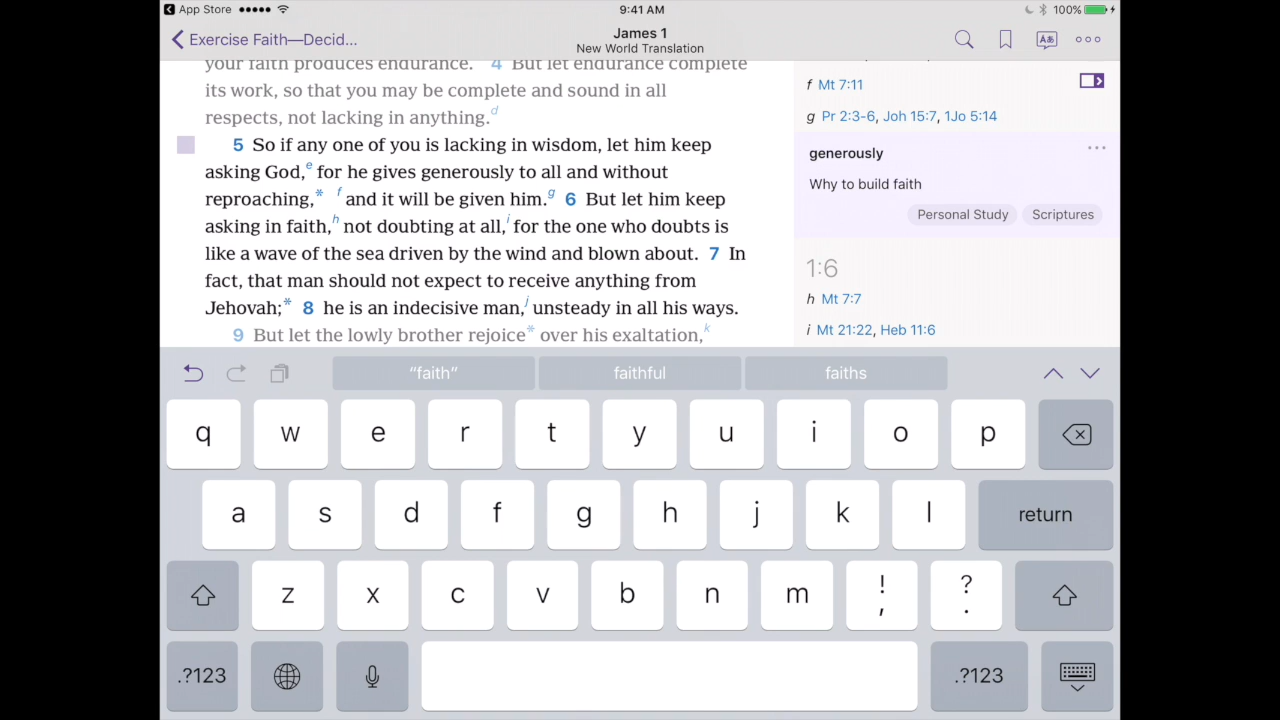 App Store
9:41 AM
100%
Exercise Faith—Decid...
James 1
New World Translation
your faith produces endurance. 4 But let endurance complete
its work, so that you may be complete and sound in all
respects, not lacking in anything.d
5 So if any one of you is lacking in wisdom, let him keep
asking God,e for he gives generously to all and without
reproaching,* f and it will be given him.g 6 But let him keep
asking in faith,h not doubting at all,i for the one who doubts is
like a wave of the sea driven by the wind and blown about. 7 In
fact, that man should not expect to receive anything from
Jehovah;* 8 he is an indecisive man,j unsteady in all his ways.
9 But let the lowly brother rejoice* over his exaltation,k
f Mt 7:11
g Pr 2:3-6, Joh 15:7, 1Jo 5:14
generously
Why to build faith
Personal Study Scriptures
1:6
h Mt 7:7
i Mt 21:22, Heb 11:6
“faith” faithful faiths
q w e r t y u i o p
a s d f g h j k l return
z x c v b n m ! , ? .
.?123 .?123